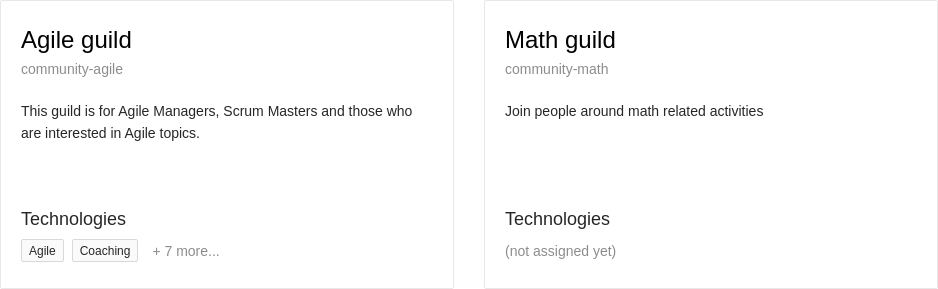 Agile guild
community-agile
This guild is for Agile Managers, Scrum Masters and those who
are interested in Agile topics.
Technologies
Agile
Coaching
+ 7 more...
Math guild
community-math
Join people around math related activities
Technologies
(not assigned yet)